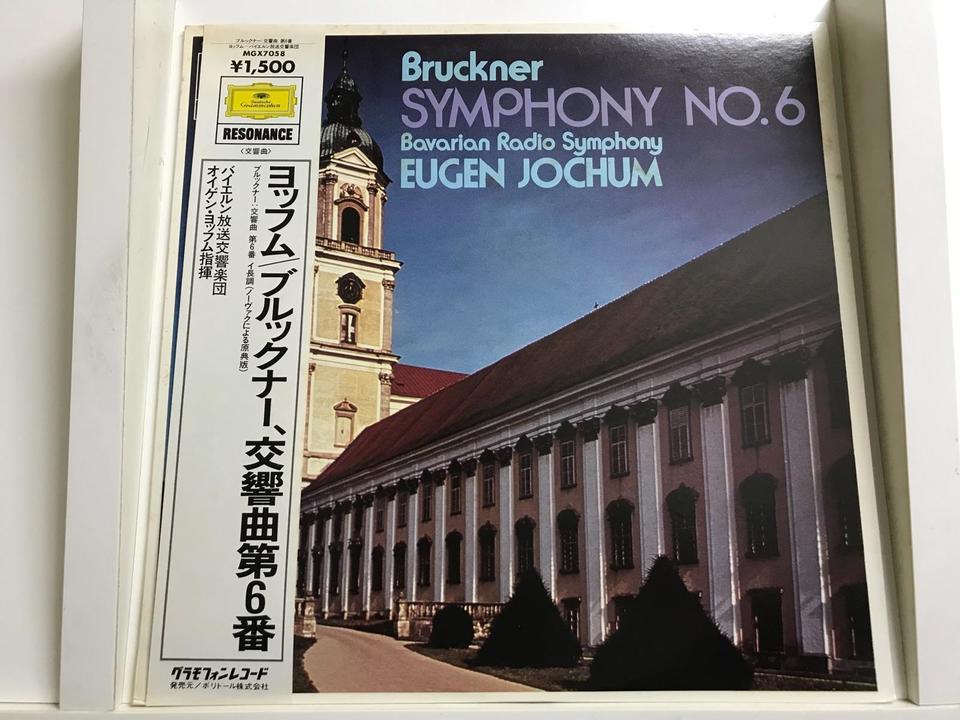 ブルックナー:交響曲 第6番
ヨッフム-バイエルン放送交響楽団
MGX7058
¥1,500
Deutsche
Grammophon
RESONANCE
〈交響曲〉
ヨッフム/ブルックナー、交響曲第6番
ブルックナー:交響曲 第6番 イ長調(ノーヴァクによる原典版)
バイエルン放送交響楽団
オイゲン・ヨッフム指揮
グラモフォンレコード
発売元/ポリドール株式会社
Bruckner
SYMPHONY NO.6
Bavarian Radio Symphony
EUGEN JOCHUM